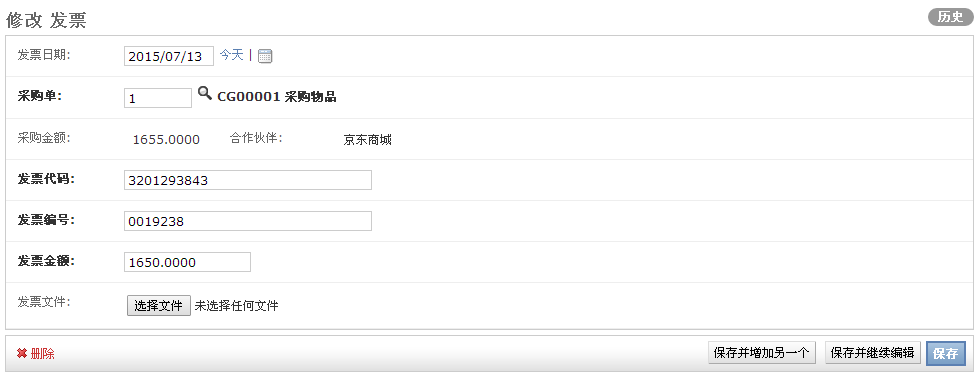 修改 发票
历史
发票日期: 2015/07/13 今天 |
采购单: 1 CG00001 采购物品
采购金额: 1655.0000 合作伙伴: 京东商城
发票代码: 3201293843
发票编号: 0019238
发票金额: 1650.0000
发票文件: 选择文件 未选择任何文件
删除 保存并增加另一个 保存并继续编辑 保存